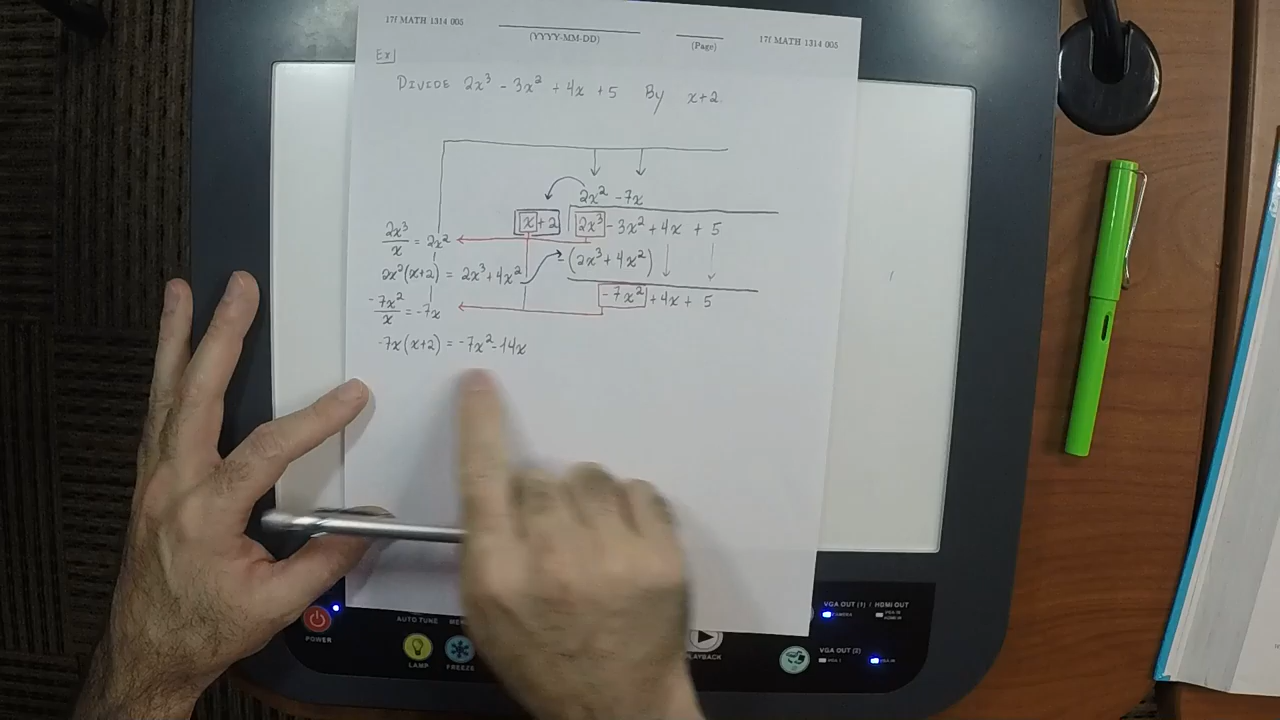 17f MATH 1314 005
(YYYY-MM-DD)
(Page)
17f MATH 1314 005
Ex1
DIVIDE 2x³ - 3x² + 4x + 5 By x+2
2x² -7x
x+2 2x³ - 3x² + 4x + 5
2x³/x = 2x²
2x²(x+2) = 2x³+4x²
-(2x³+4x²)
-7x²/x = -7x
-7x² + 4x + 5
-7x(x+2) = -7x²-14x
POWER
AUTO TUNE
LAMP
FREEZE
PLAYBACK
VGA OUT (1) / HDMI OUT
VGA OUT (2)